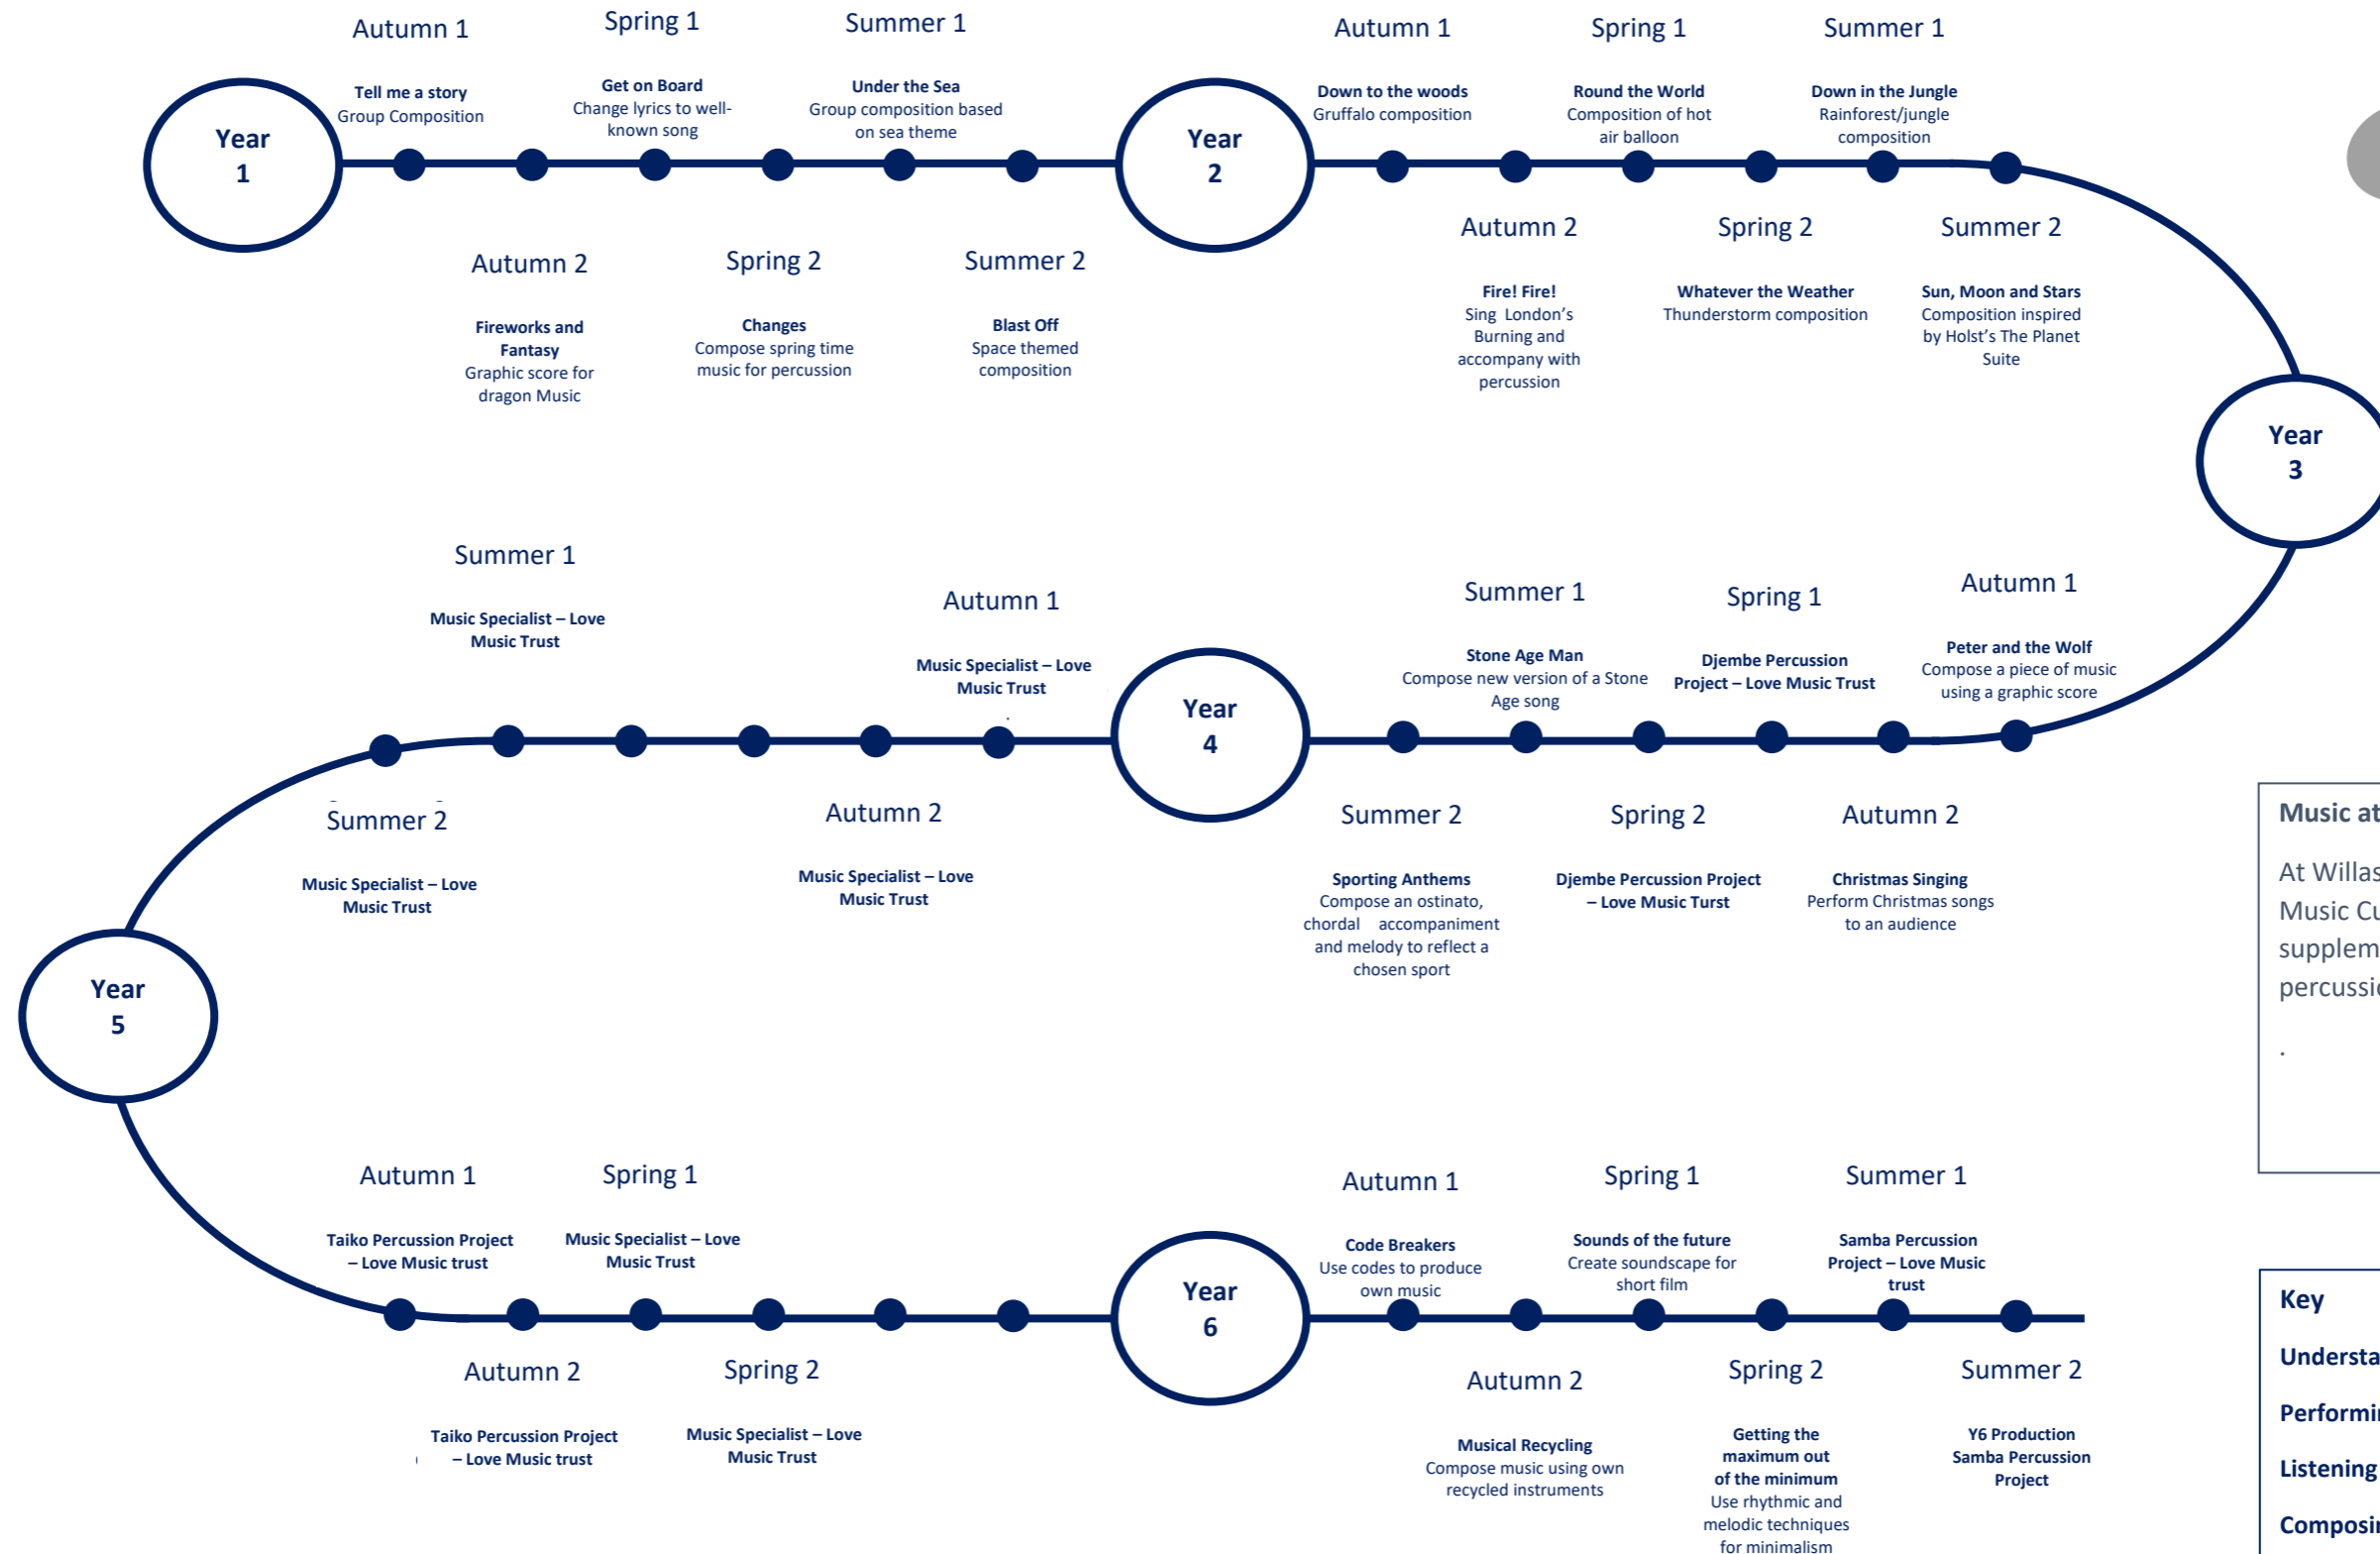 Year
1
Autumn 1
Tell me a story
Group Composition
Autumn 2
Fireworks and
Fantasy
Graphic score for
dragon Music
Spring 1
Get on Board
Change lyrics to well-
known song
Spring 2
Changes
Compose spring time
music for percussion
Summer 1
Under the Sea
Group composition based
on sea theme
Summer 2
Blast Off
Space themed
composition
Year
2
Autumn 1
Down to the woods
Gruffalo composition
Autumn 2
Fire! Fire!
Sing London's
Burning and
accompany with
percussion
Spring 1
Round the World
Composition of hot
air balloon
Spring 2
Whatever the Weather
Thunderstorm composition
Summer 1
Down in the Jungle
Rainforest/jungle
composition
Summer 2
Sun, Moon and Stars
Composition inspired
by Holst's The Planet
Suite
Year
3
Autumn 1
Peter and the Wolf
Compose a piece of music
using a graphic score
Autumn 2
Christmas Singing
Perform Christmas songs
to an audience
Spring 1
Djembe Percussion
Project – Love Music Trust
Spring 2
Djembe Percussion Project
– Love Music Turst
Summer 1
Stone Age Man
Compose new version of a Stone
Age song
Summer 2
Sporting Anthems
Compose an ostinato,
chordal accompaniment
and melody to reflect a
chosen sport
Year
4
Autumn 1
Music Specialist – Love
Music Trust
.
Autumn 2
Music Specialist – Love
Music Trust
Summer 1
Music Specialist – Love
Music Trust
Summer 2
Music Specialist – Love
Music Trust
Year
5
Autumn 1
Taiko Percussion Project
– Love Music trust
Autumn 2
Taiko Percussion Project
– Love Music trust
Spring 1
Music Specialist – Love
Music Trust
Spring 2
Music Specialist – Love
Music Trust
Year
6
Autumn 1
Code Breakers
Use codes to produce
own music
Autumn 2
Musical Recycling
Compose music using own
recycled instruments
Spring 1
Sounds of the future
Create soundscape for
short film
Spring 2
Getting the
maximum out
of the minimum
Use rhythmic and
melodic techniques
for minimalism
Summer 1
Samba Percussion
Project – Love Music
trust
Summer 2
Y6 Production
Samba Percussion
Project
Music at
At Willas
Music Cu
supplem
percussi
.
Key
Understa
Performi
Listening
Composi